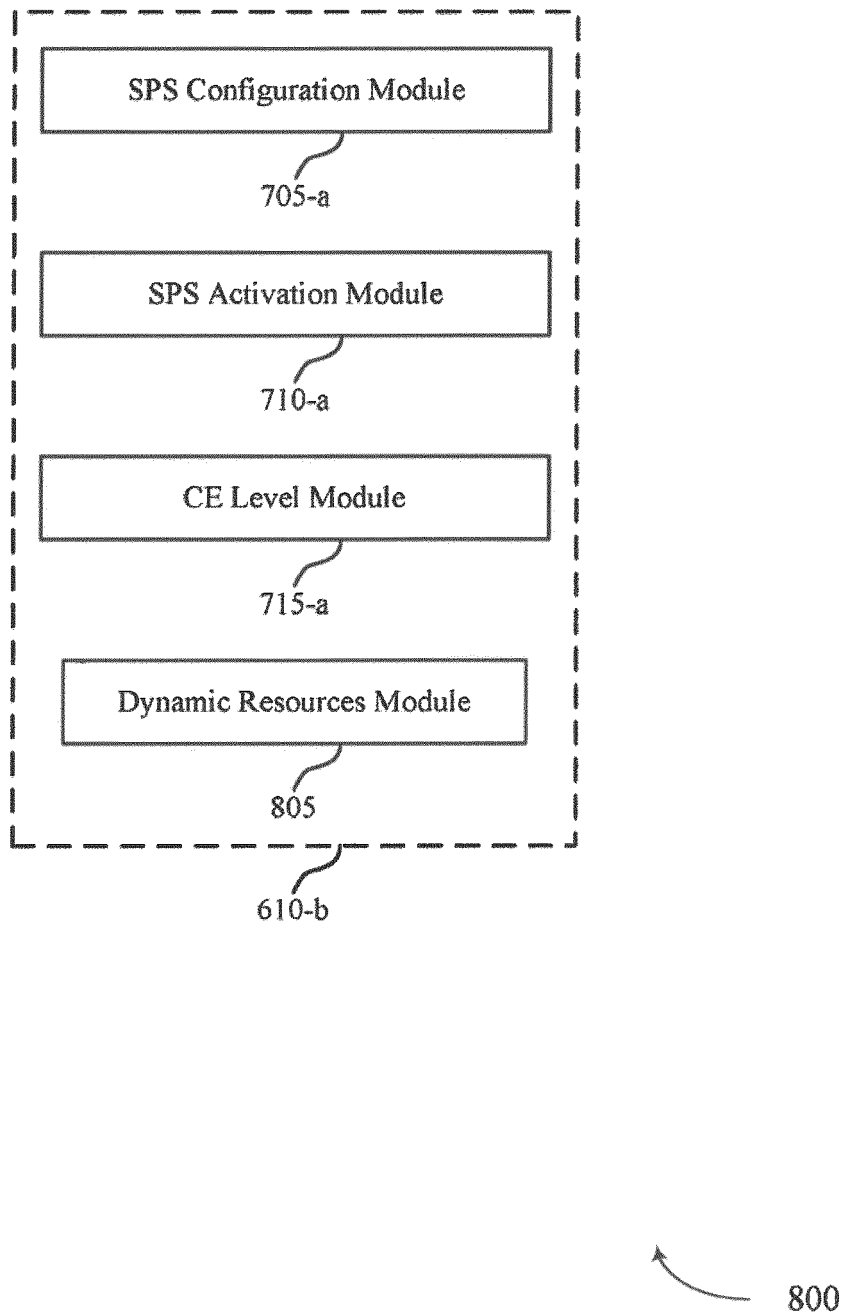 SPS Configuration Module
705-a
SPS Activation Module
710-a
CE Level Module
715-a
Dynamic Resources Module
805
610-b
800